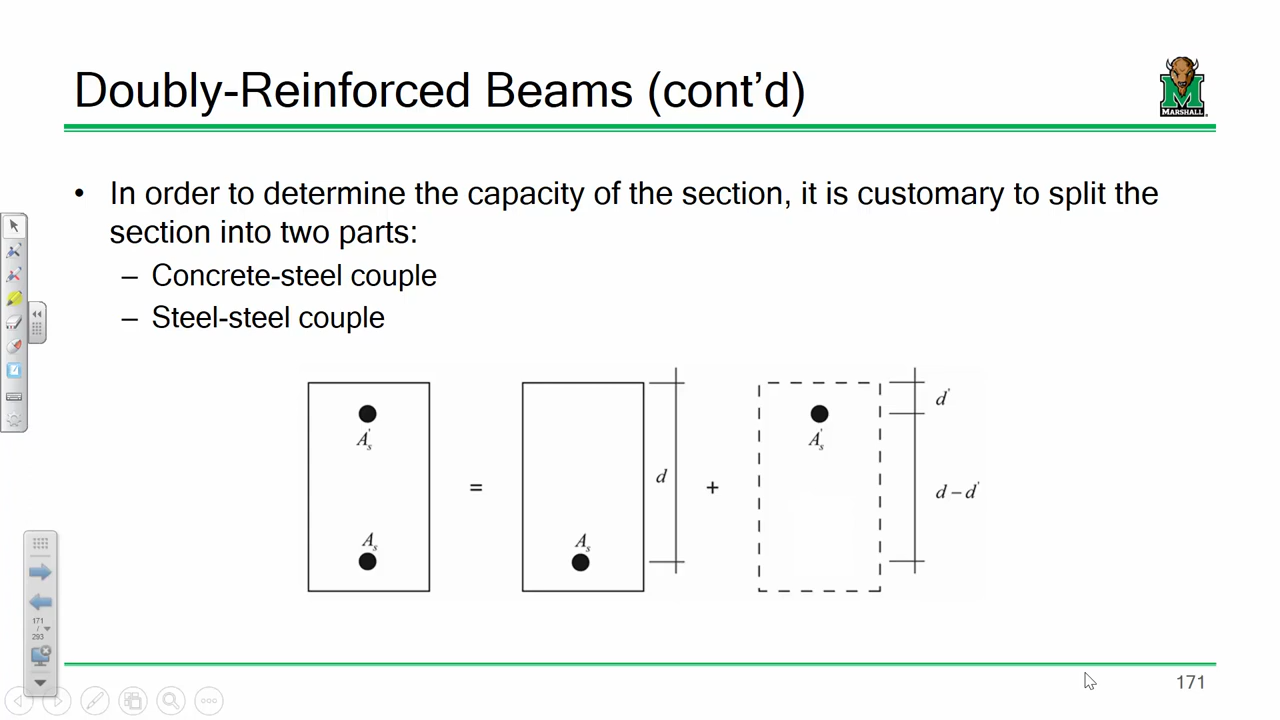 Doubly-Reinforced Beams (cont’d)
MARSHALL
• In order to determine the capacity of the section, it is customary to split the
section into two parts:
– Concrete-steel couple
– Steel-steel couple
A's
As
=
d
As
+
A's
d'
d – d'
171
/
293
171